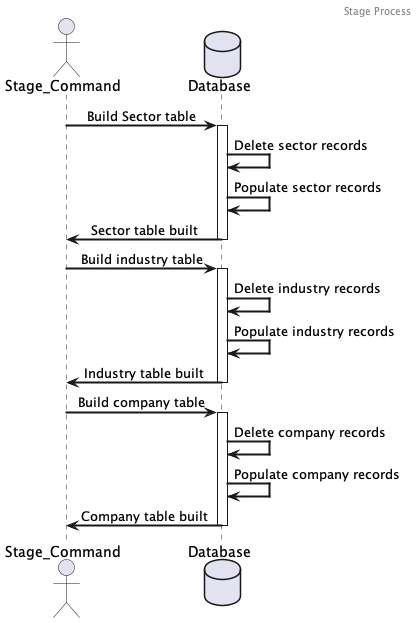 Stage Process
Stage_Command
Database
Build Sector table
Delete sector records
Populate sector records
Sector table built
Build industry table
Delete industry records
Populate industry records
Industry table built
Build company table
Delete company records
Populate company records
Company table built
Stage_Command
Database